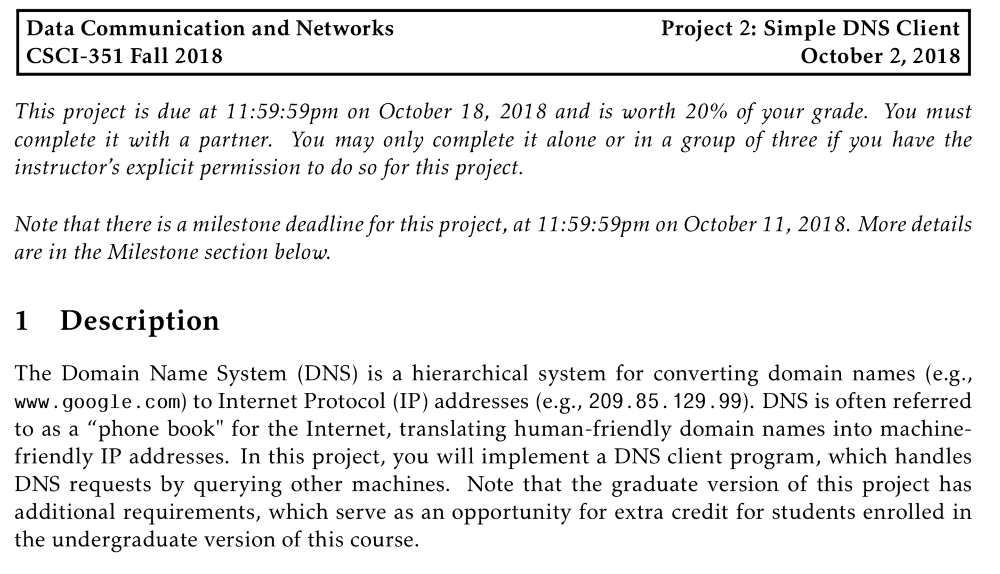 Data Communication and Networks Project 2: Simple DNS Client
CSCI-351 Fall 2018 October 2, 2018
This project is due at 11:59:59pm on October 18, 2018 and is worth 20% of your grade. You must
complete it with a partner. You may only complete it alone or in a group of three if you have the
instructor's explicit permission to do so for this project.
Note that there is a milestone deadline for this project, at 11:59:59pm on October 11, 2018. More details
are in the Milestone section below.
1 Description
The Domain Name System (DNS) is a hierarchical system for converting domain names (e.g.,
www.google.com) to Internet Protocol (IP) addresses (e.g., 209.85.129.99). DNS is often referred
to as a “phone book" for the Internet, translating human-friendly domain names into machine-
friendly IP addresses. In this project, you will implement a DNS client program, which handles
DNS requests by querying other machines. Note that the graduate version of this project has
additional requirements, which serve as an opportunity for extra credit for students enrolled in
the undergraduate version of this course.